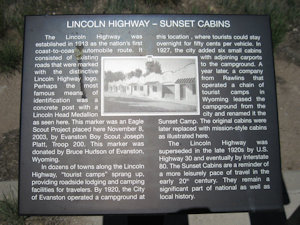 LINCOLN HIGHWAY - SUNSET CABINS
The Lincoln Highway was
established in 1913 as the nation's first
coast-to-coast automobile route. It
consisted of existing
roads that were marked
with the distinctive
Lincoln Highway logo.
Perhaps the most
famous means of
identification was a
concrete post with a
Lincoln Head Medallion
as seen here. This marker was an Eagle
Scout Project placed here November 8,
2003, by Evanston Boy Scout Joseph
Platt, Troop 200. This marker was
donated by Bruce Hudson of Evanston,
Wyoming.
In dozens of towns along the Lincoln
Highway, "tourist camps" sprang up,
providing roadside lodging and camping
facilities for travelers. By 1920, the City
of Evanston operated a campground at
this location, where tourists could stay
overnight for fifty cents per vehicle. In
1927, the city added six small cabins
with adjoining carports
to the campground. A
year later, a company
from Rawlins that
operated a chain of
tourist camps in
Wyoming leased the
campground from the
city and renamed it the
Sunset Camp. The original cabins were
later replaced with mission-style cabins
as illustrated here.
The Lincoln Highway was
superseded in the late 1920s by U.S.
Highway 30 and eventually by Interstate
80. The Sunset Cabins are a reminder of
a more leisurely pace of travel in the
early 20th century. They remain a
significant part of national as well as
local history.